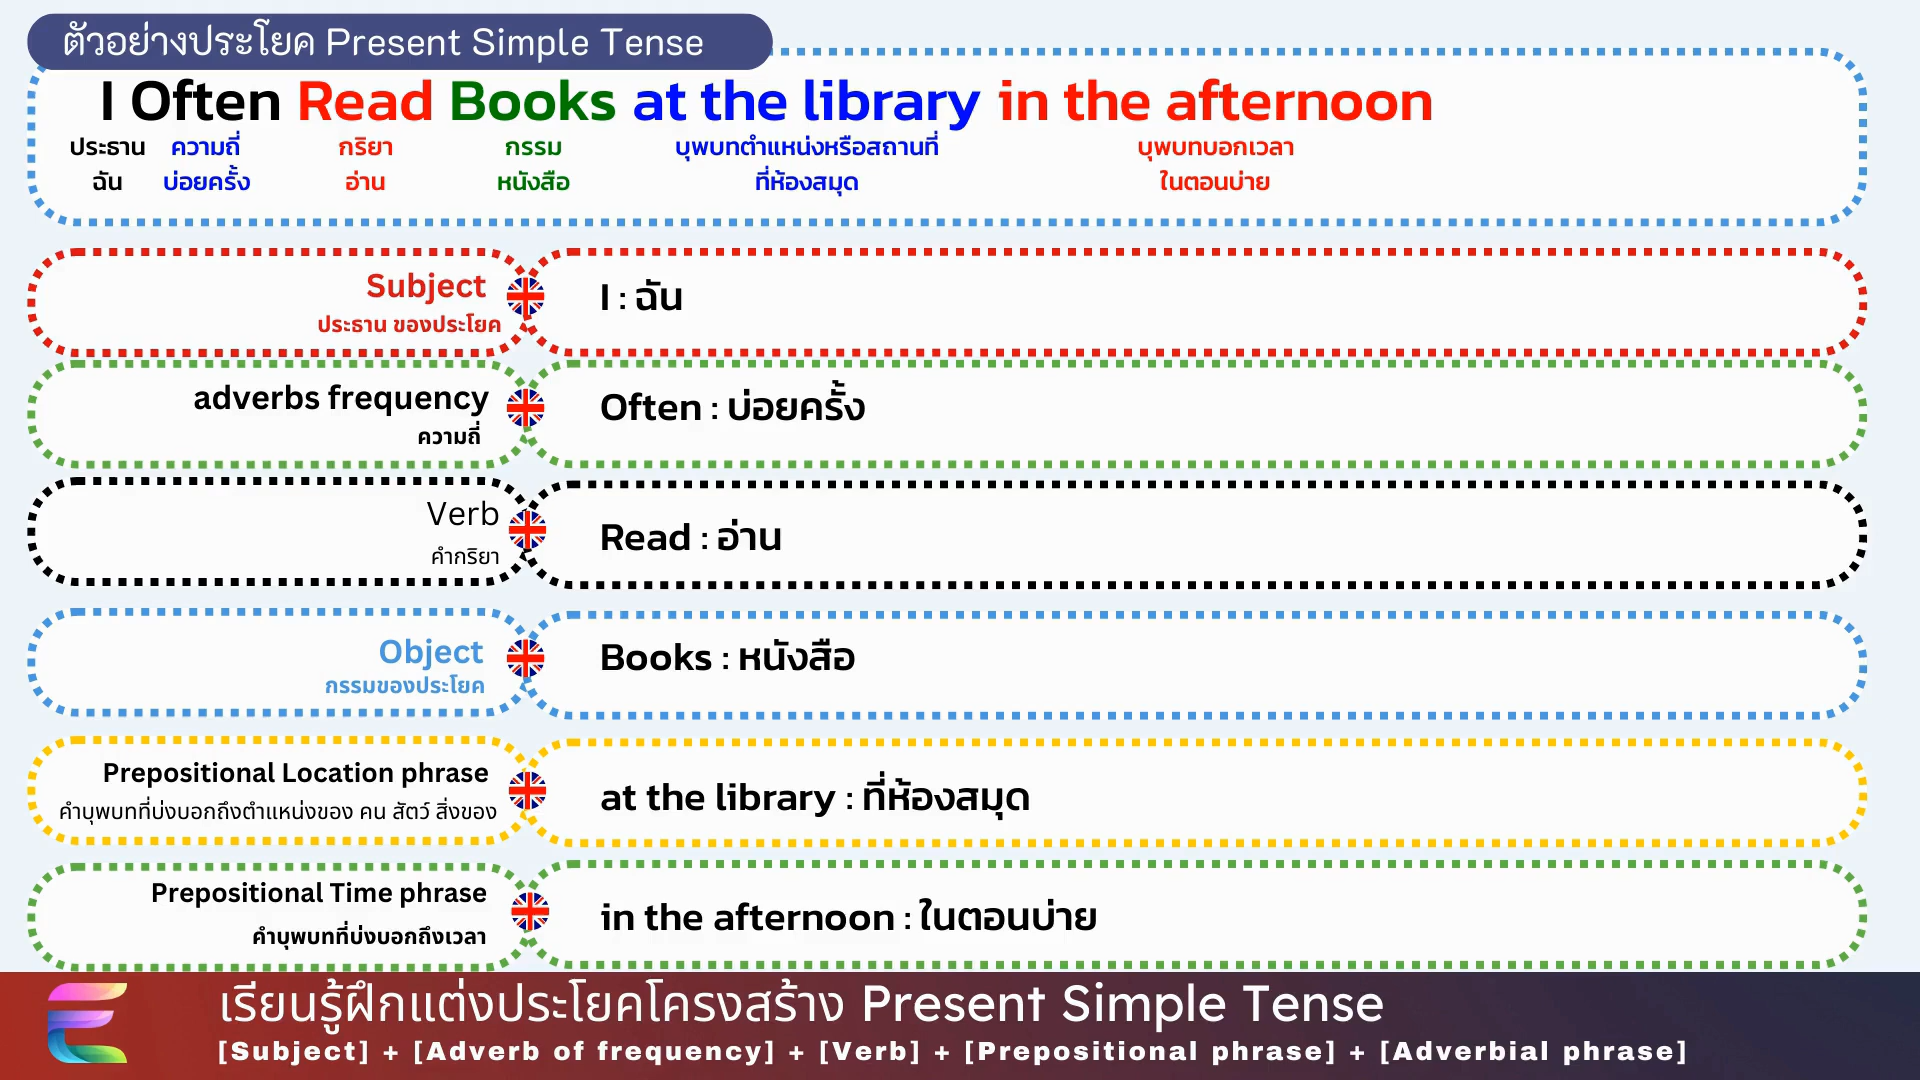 ตัวอย่างประโยค Present Simple Tense
I Often Read Books at the library in the afternoon
ประธาน ความถี่ กริยา กรรม บุพบทตำแหน่งหรือสถานที่ บุพบทบอกเวลา
ฉัน บ่อยครั้ง อ่าน หนังสือ ที่ห้องสมุด ในตอนบ่าย
Subject
ประธาน ของประโยค
I : ฉัน
adverbs frequency
ความถี่
Often : บ่อยครั้ง
Verb
คำกริยา
Read : อ่าน
Object
กรรมของประโยค
Books : หนังสือ
Prepositional Location phrase
คำบุพบทที่บ่งบอกถึงตำแหน่งของ คน สัตว์ สิ่งของ
at the library : ที่ห้องสมุด
Prepositional Time phrase
คำบุพบทที่บ่งบอกถึงเวลา
in the afternoon : ในตอนบ่าย
เรียนรู้ฝึกแต่งประโยคโครงสร้าง Present Simple Tense
[Subject] + [Adverb of frequency] + [Verb] + [Prepositional phrase] + [Adverbial phrase]